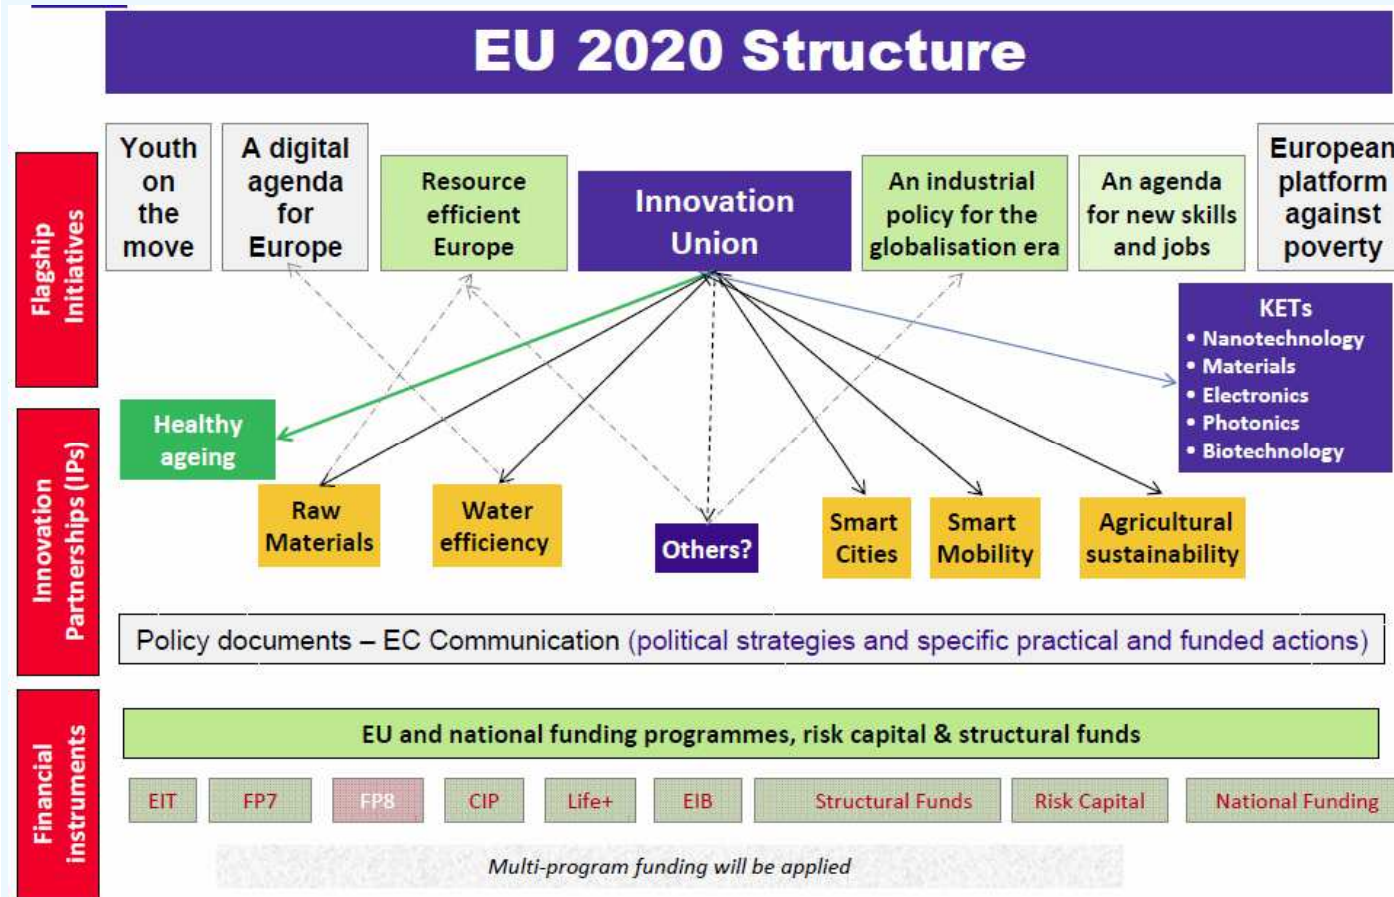 EU 2020 Structure
Flagship
Initiatives
Youth
on
the
move
A digital
agenda
for
Europe
Resource
efficient
Europe
Innovation
Union
An industrial
policy for the
globalisation era
An agenda
for new skills
and jobs
European
platform
against
poverty
KETs
• Nanotechnology
• Materials
• Electronics
• Photonics
• Biotechnology
Innovation
Partnerships (IPs)
Healthy
ageing
Raw
Materials
Water
efficiency
Others?
Smart
Cities
Smart
Mobility
Agricultural
sustainability
Policy documents – EC Communication (political strategies and specific practical and funded actions)
Financial
instruments
EU and national funding programmes, risk capital & structural funds
EIT
FP7
FP8
CIP
Life+
EIB
Structural Funds
Risk Capital
National Funding
Multi-program funding will be applied